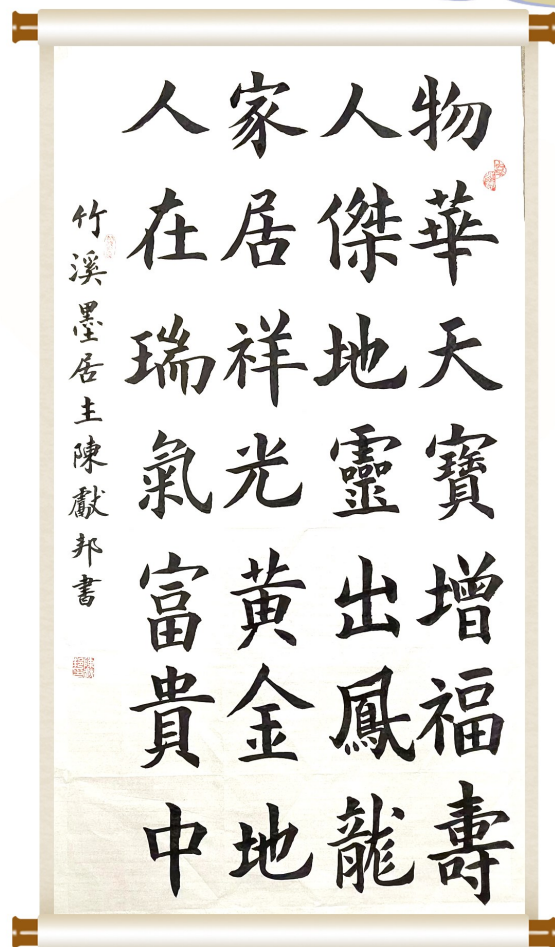 物華天寶增福壽
人傑地靈出鳳龍
家居祥光黄金地
人在瑞氣富貴中
竹溪墨居主陳獻邦書